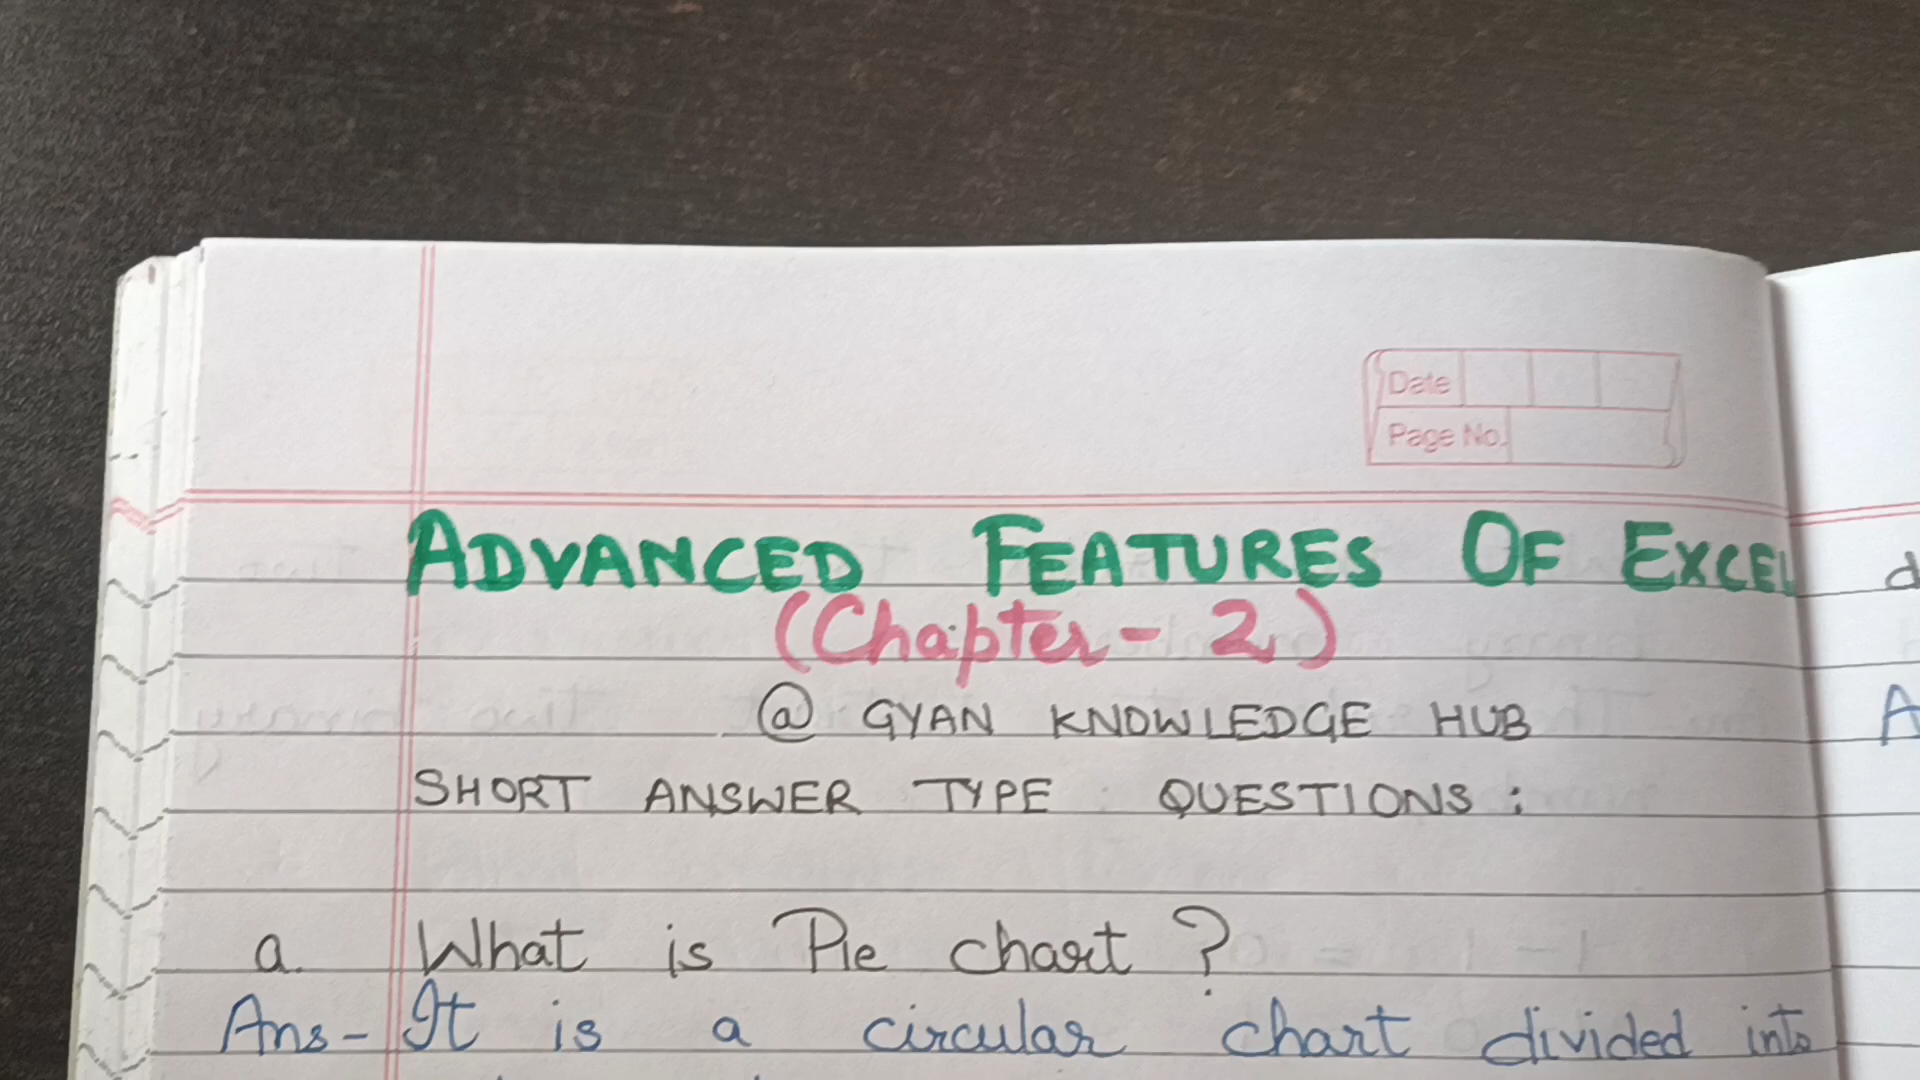 Date
Page No.
ADVANCED FEATURES OF EXCEL
(Chapter - 2)
@ GYAN KNOWLEDGE HUB
SHORT ANSWER TYPE QUESTIONS :
a. What is Pie chart ?
Ans - It is a circular chart divided into
d
A